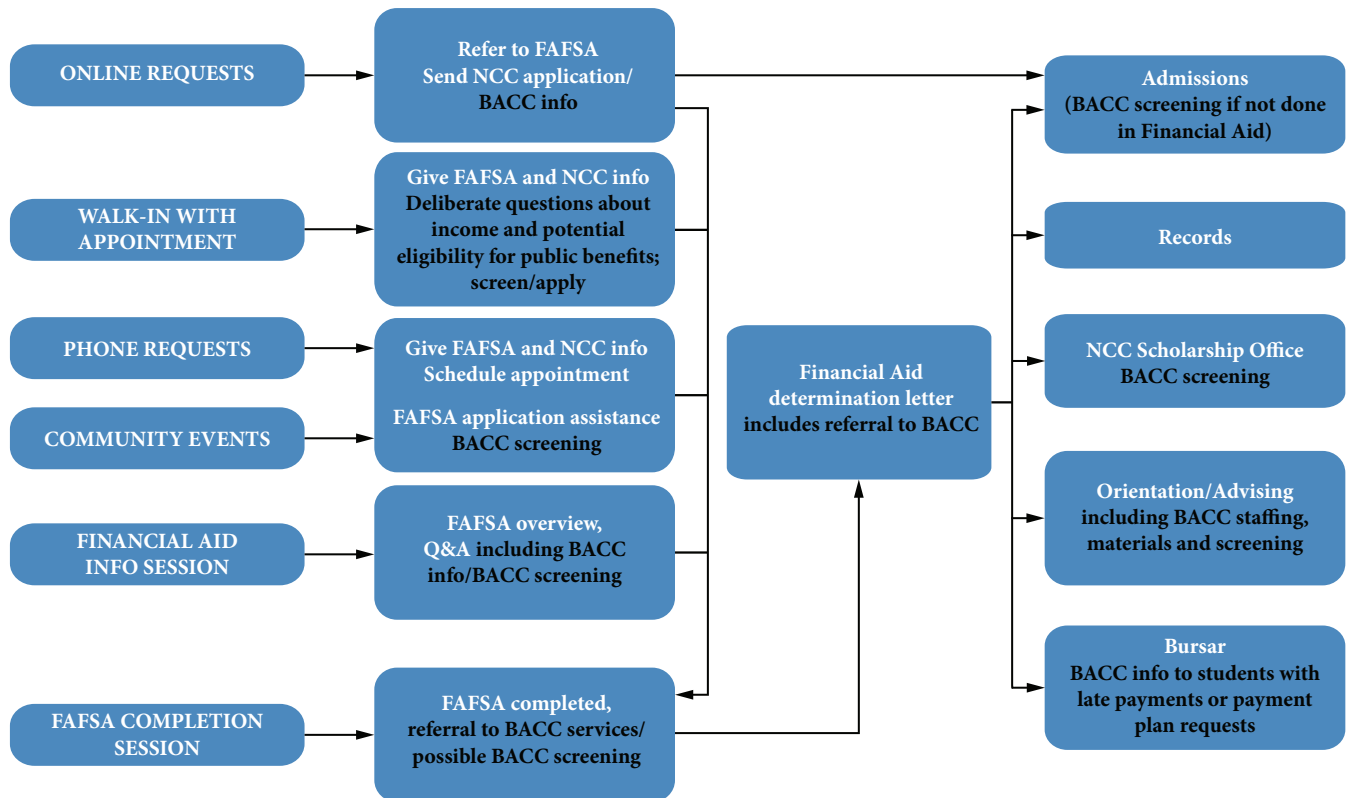 ONLINE REQUESTS
Refer to FAFSA
Send NCC application/
BACC info
Admissions
(BACC screening if not done
in Financial Aid)
WALK-IN WITH
APPOINTMENT
Give FAFSA and NCC info
Deliberate questions about
income and potential
eligibility for public benefits;
screen/apply
Records
PHONE REQUESTS
Give FAFSA and NCC info
Schedule appointment
COMMUNITY EVENTS
FAFSA application assistance
BACC screening
Financial Aid
determination letter
includes referral to BACC
NCC Scholarship Office
BACC screening
FINANCIAL AID
INFO SESSION
FAFSA overview,
Q&A including BACC
info/BACC screening
Orientation/Advising
including BACC staffing,
materials and screening
FAFSA COMPLETION
SESSION
FAFSA completed,
referral to BACC services/
possible BACC screening
Bursar
BACC info to students with
late payments or payment
plan requests